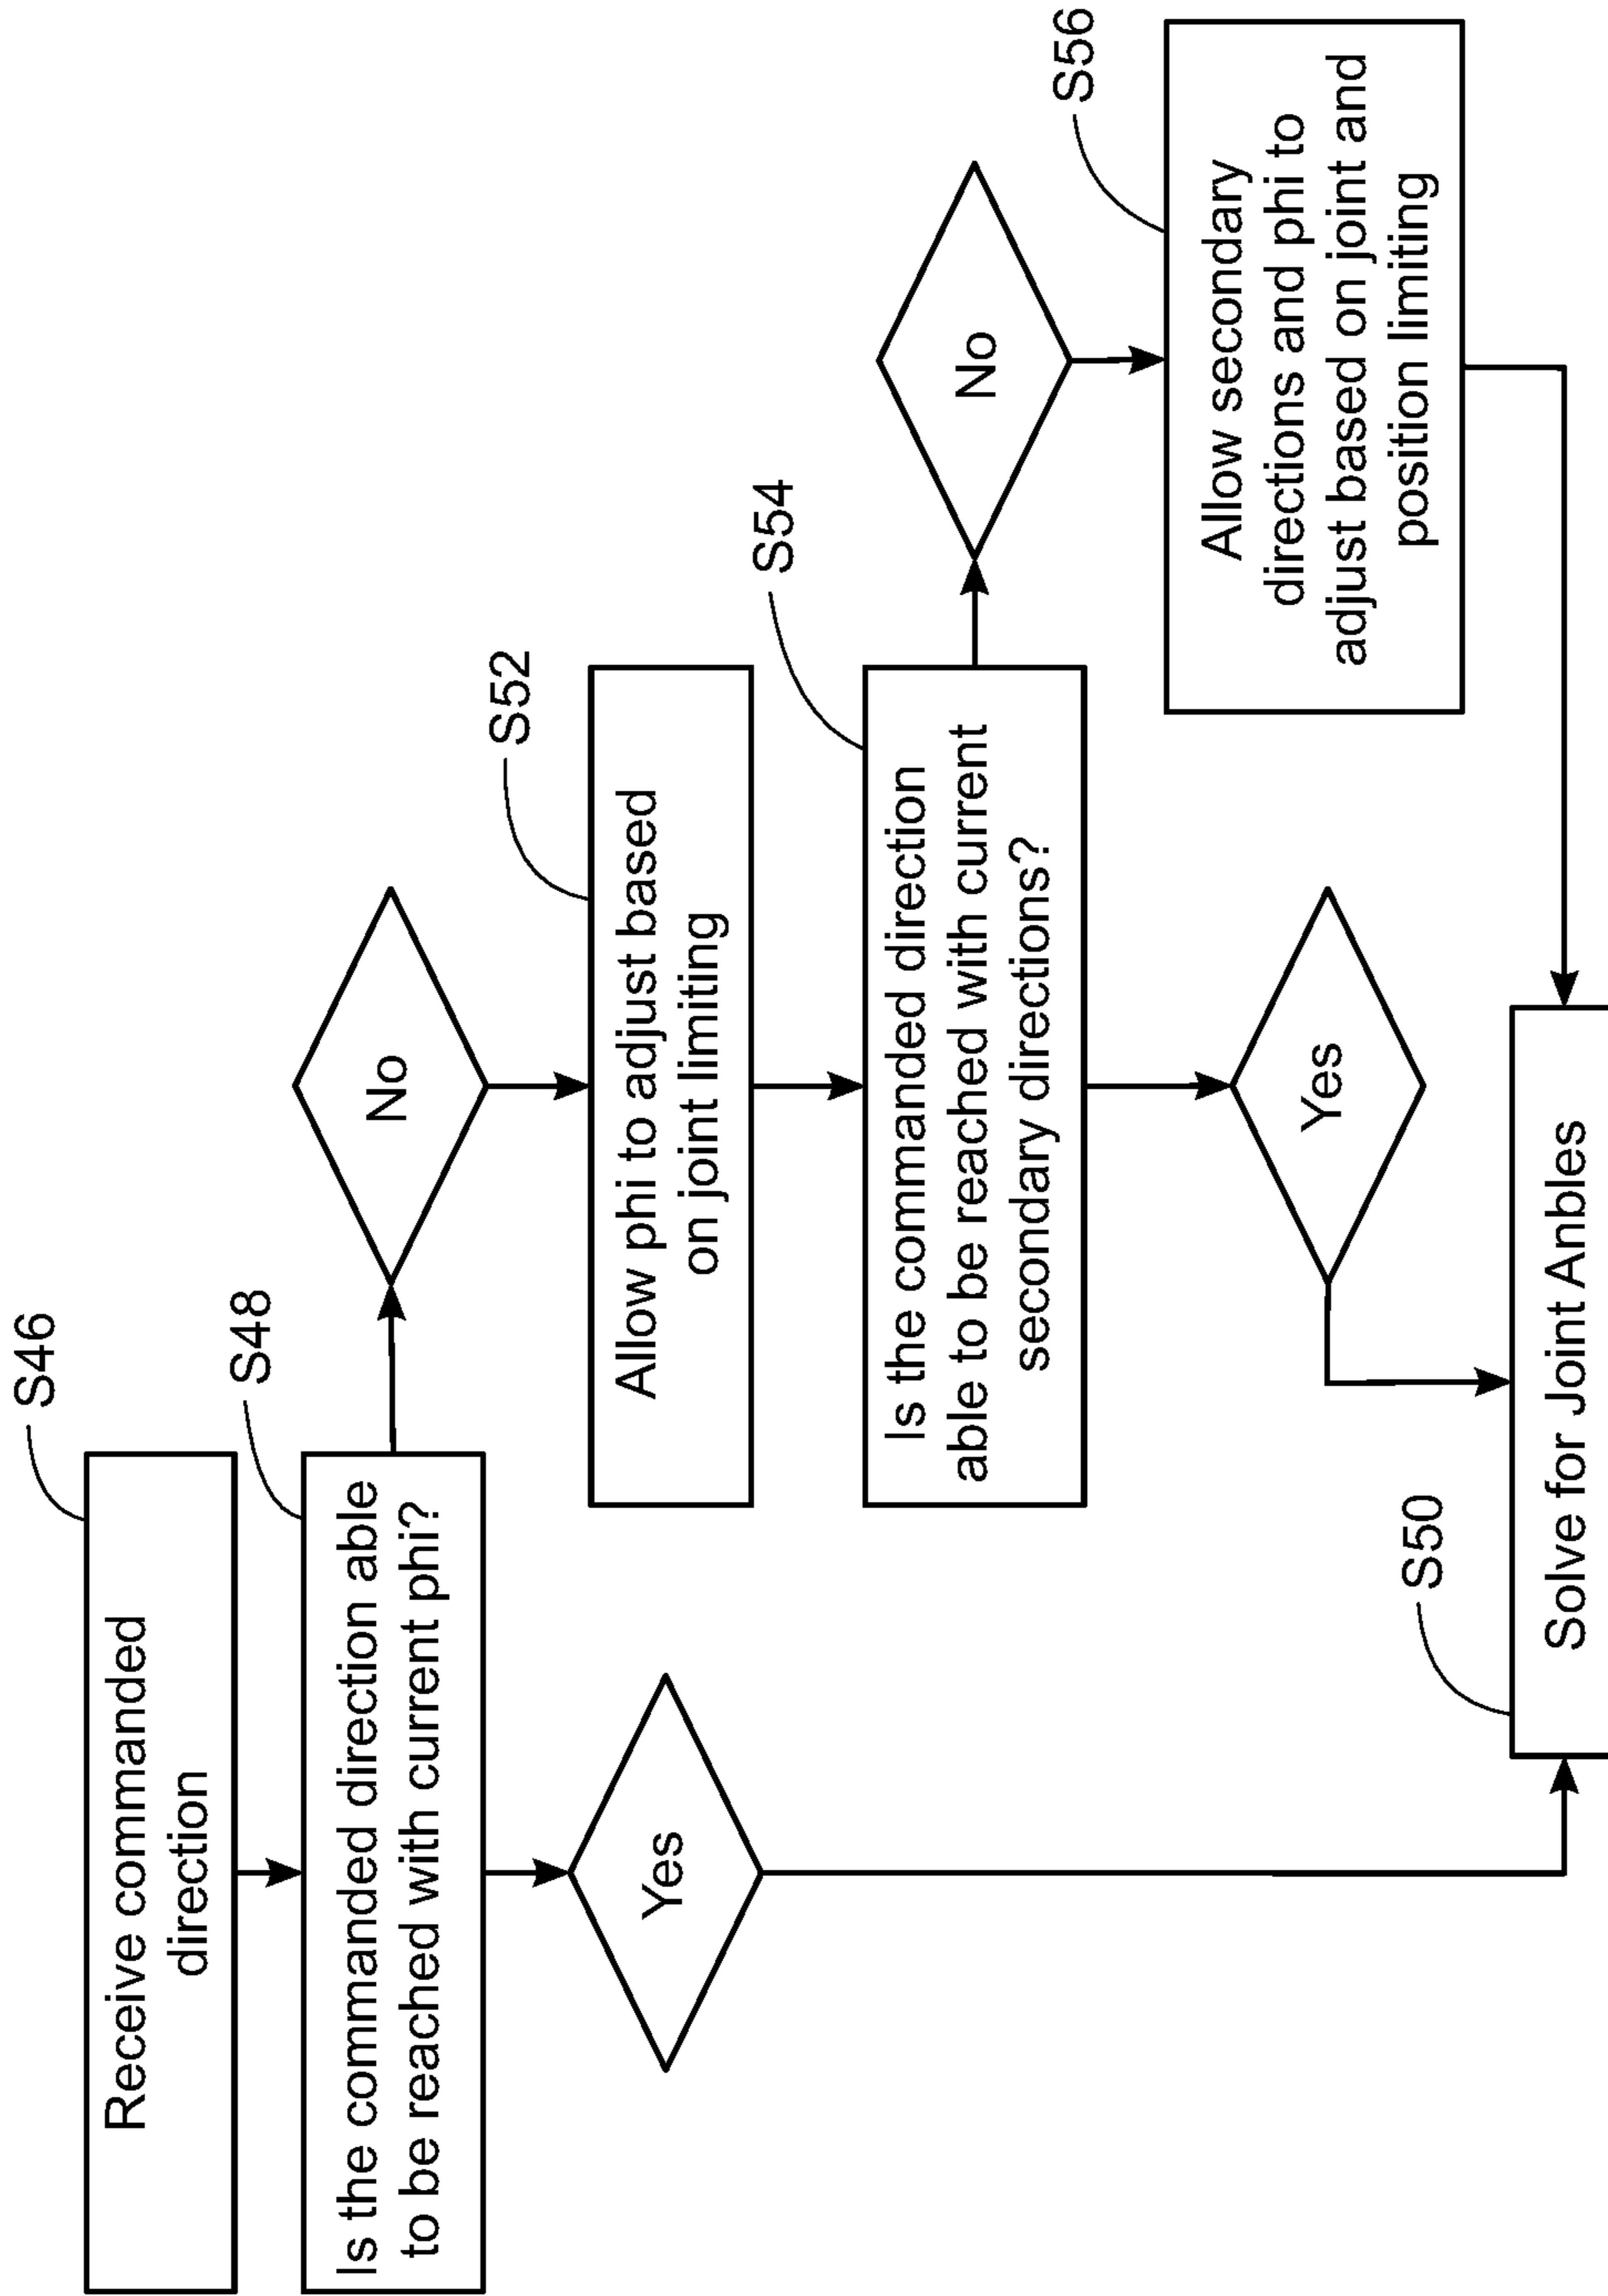 S46
Receive commanded
direction
S48
Is the commanded direction able
to be reached with current phi?
No
Yes
S52
Allow phi to adjust based
on joint limiting
S54
Is the commanded direction
able to be reached with current
secondary directions?
No
Yes
S56
Allow secondary
directions and phi to
adjust based on joint and
position limiting
S50
Solve for Joint Anbles